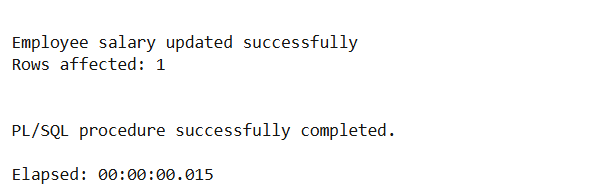 Employee salary updated successfully
Rows affected: 1
PL/SQL procedure successfully completed.
Elapsed: 00:00:00.015